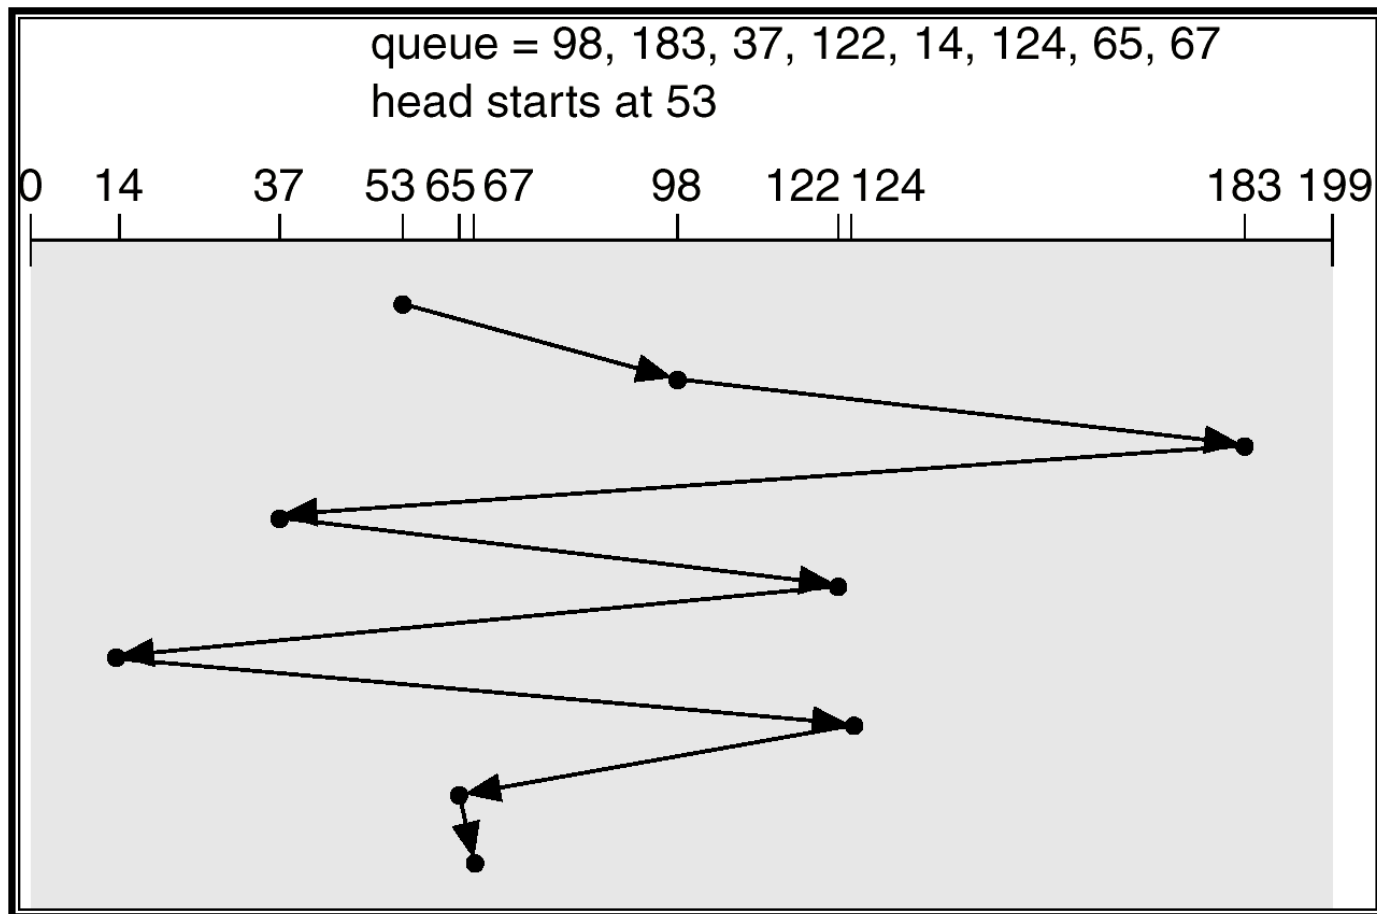 queue = 98, 183, 37, 122, 14, 124, 65, 67
head starts at 53
0 14 37 53 65 67 98 122 124 183 199